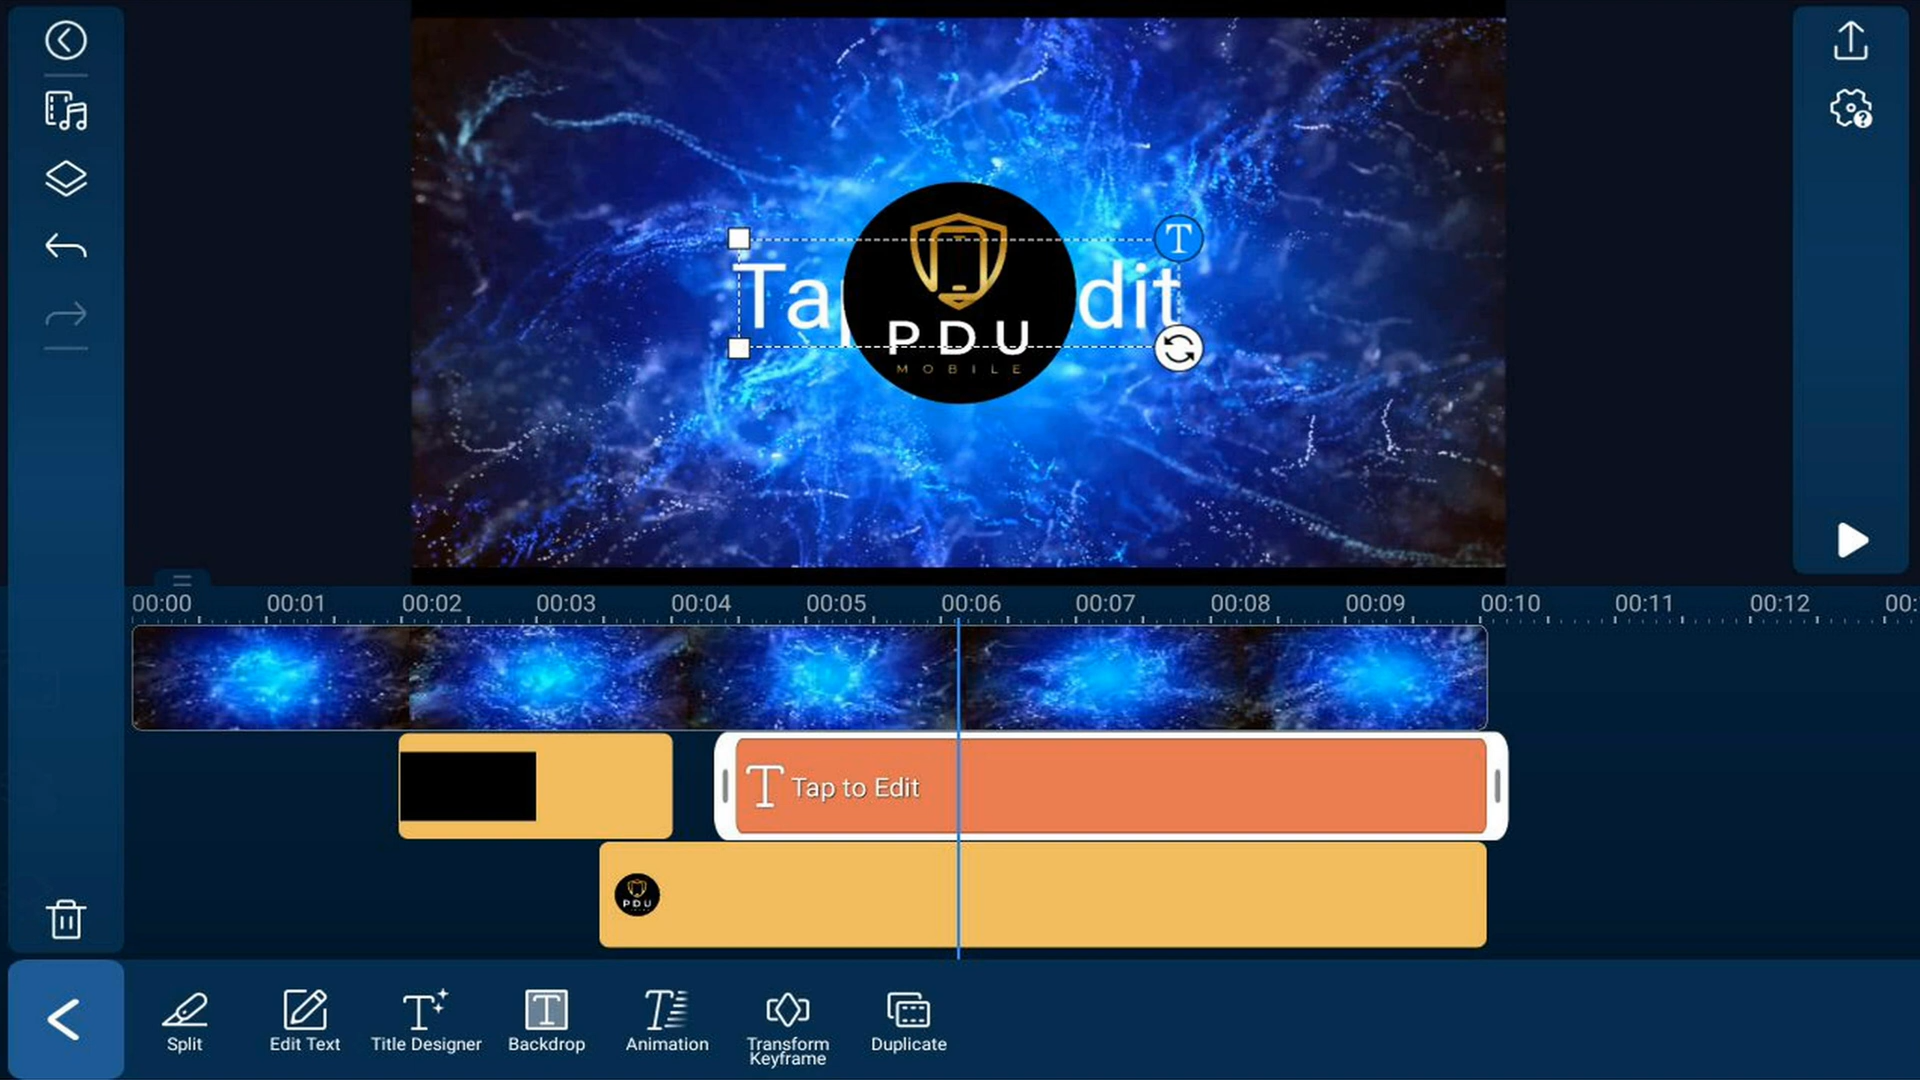 Tap
dit
T
PDU
MOBILE
00:00 00:01 00:02 00:03 00:04 00:05 00:06 00:07 00:08 00:09 00:10 00:11 00:12 00:
T Tap to Edit
PDU
Split
Edit Text
Title Designer
Backdrop
Animation
Transform
Keyframe
Duplicate